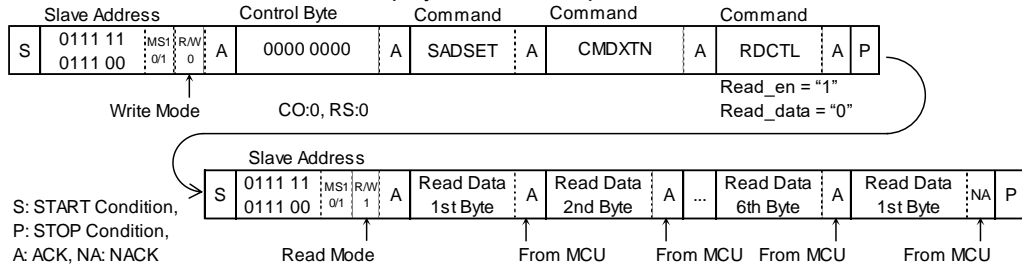 Slave Address Control Byte Command Command Command
S 0111 11 0111 00 MS1 0/1 R/W 0 A 0000 0000 A SADSET A CMDXTN A RDCTL A P
Read_en = “1”
Write Mode CO:0, RS:0 Read_data = “0”
Slave Address
S 0111 11 0111 00 MS1 0/1 R/W 1 A Read Data 1st Byte A Read Data 2nd Byte A ... Read Data 6th Byte A Read Data 1st Byte NA P
S: START Condition,
P: STOP Condition,
A: ACK, NA: NACK Read Mode From MCU From MCU From MCU From MCU